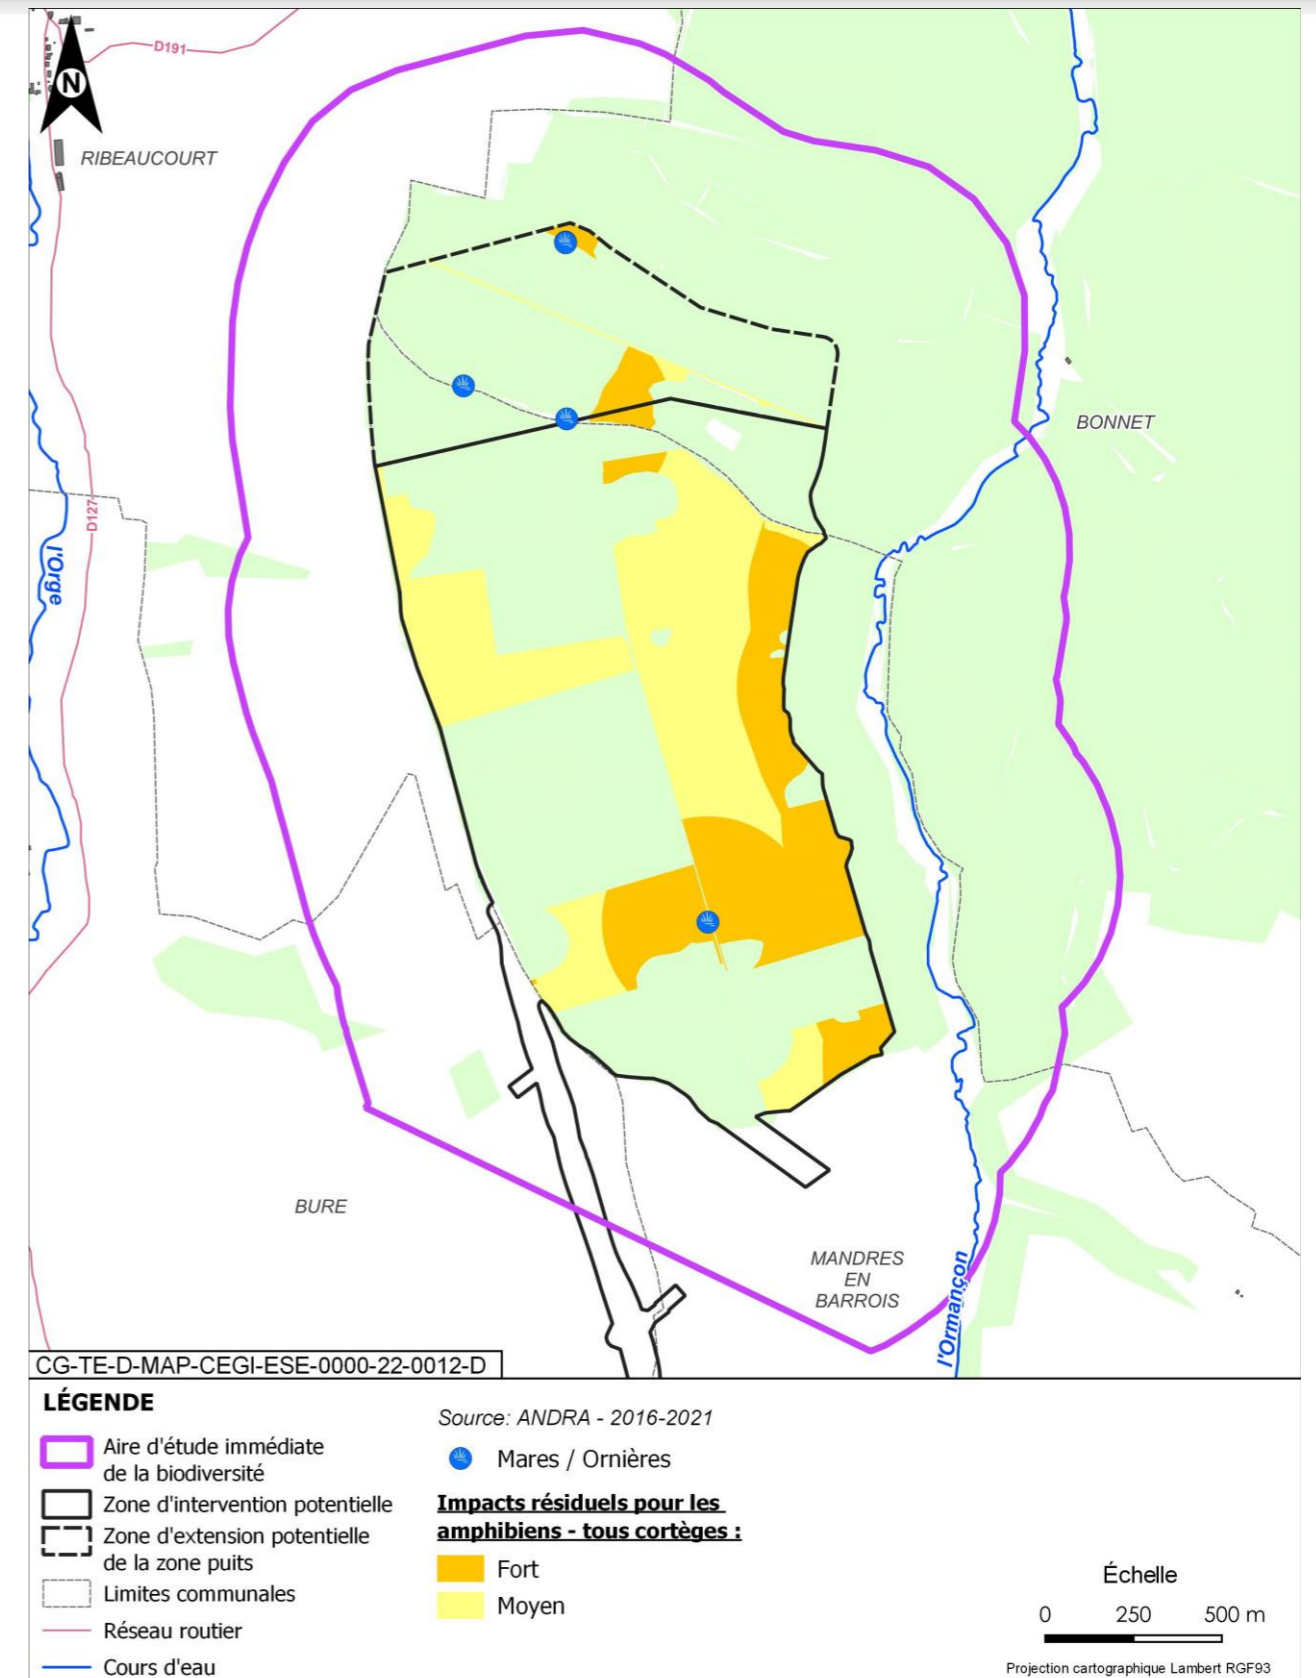 D191
N
RIBEAUCOURT
BONNET
D127
l'Orge
BURE
MANDRES
EN
BARROIS
l'Ormançon
CG-TE-D-MAP-CEGI-ESE-0000-22-0012-D
LÉGENDE
Aire d'étude immédiate
de la biodiversité
Zone d'intervention potentielle
Zone d'extension potentielle
de la zone puits
Limites communales
Réseau routier
Cours d'eau
Source: ANDRA - 2016-2021
Mares / Ornières
Impacts résiduels pour les
amphibiens - tous cortèges :
Fort
Moyen
Échelle
0 250 500 m
Projection cartographique Lambert RGF93